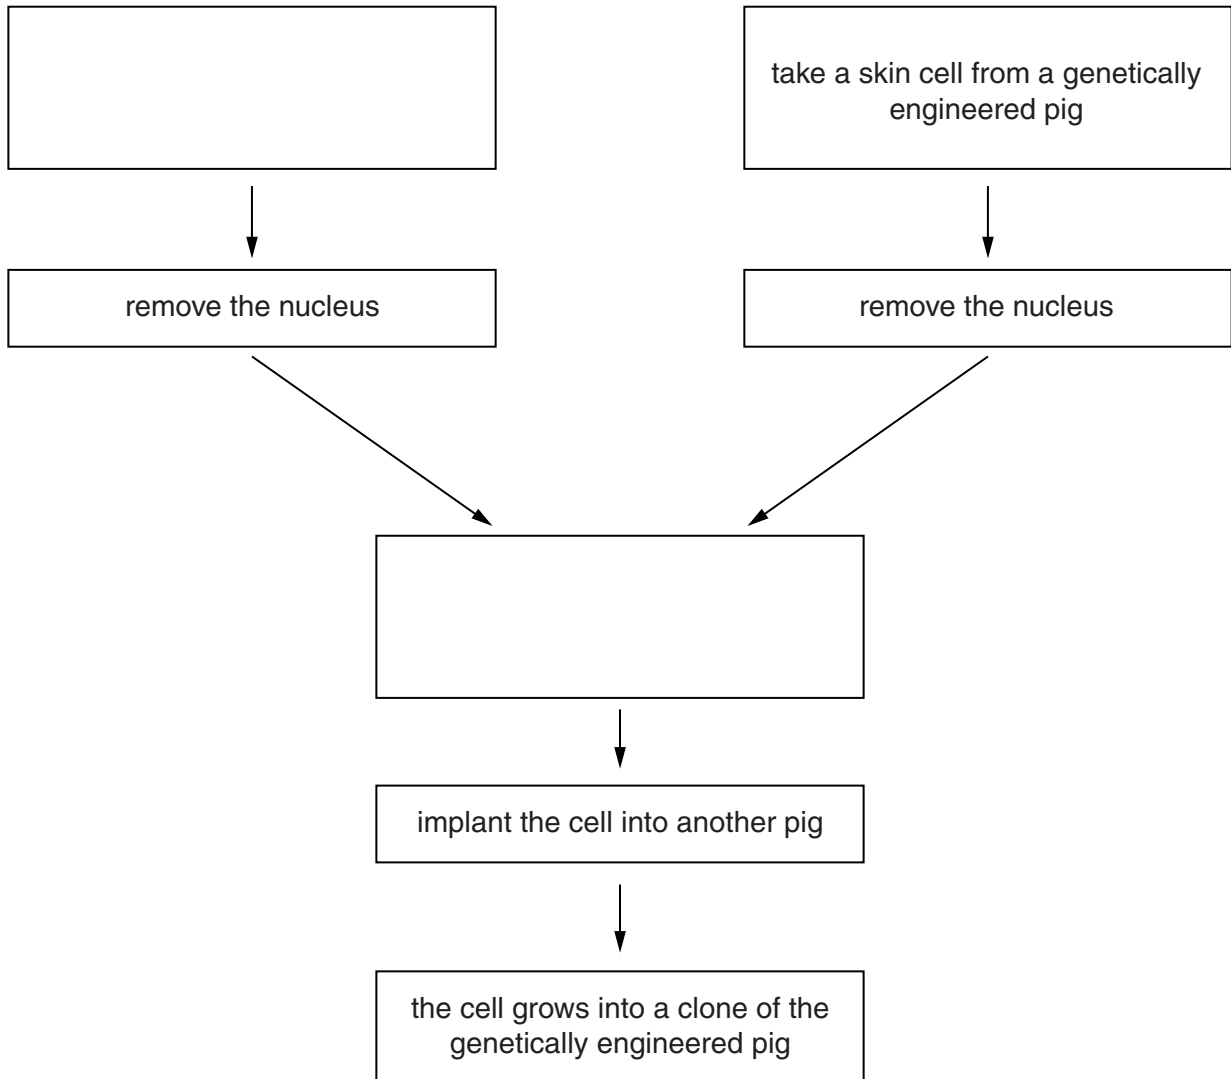 take a skin cell from a genetically
engineered pig
remove the nucleus
remove the nucleus
implant the cell into another pig
the cell grows into a clone of the
genetically engineered pig